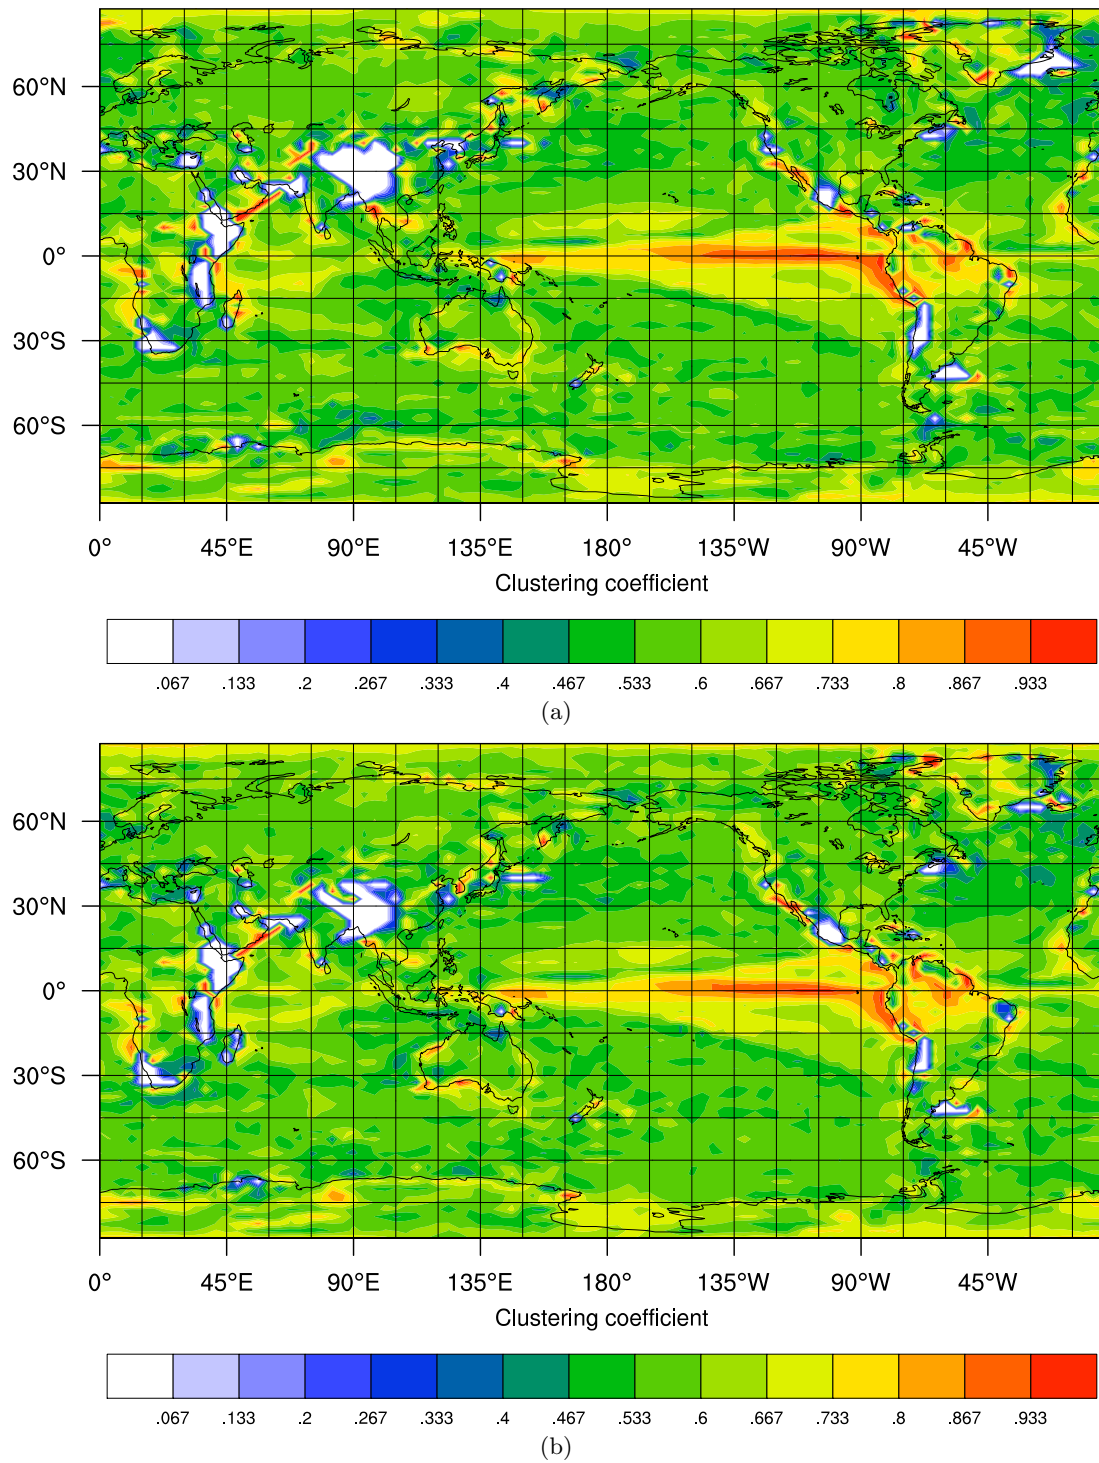 60°N
30°N
0°
30°S
60°S
0° 45°E 90°E 135°E 180° 135°W 90°W 45°W
Clustering coefficient
.067 .133 .2 .267 .333 .4 .467 .533 .6 .667 .733 .8 .867 .933
(a)
60°N
30°N
0°
30°S
60°S
0° 45°E 90°E 135°E 180° 135°W 90°W 45°W
Clustering coefficient
.067 .133 .2 .267 .333 .4 .467 .533 .6 .667 .733 .8 .867 .933
(b)